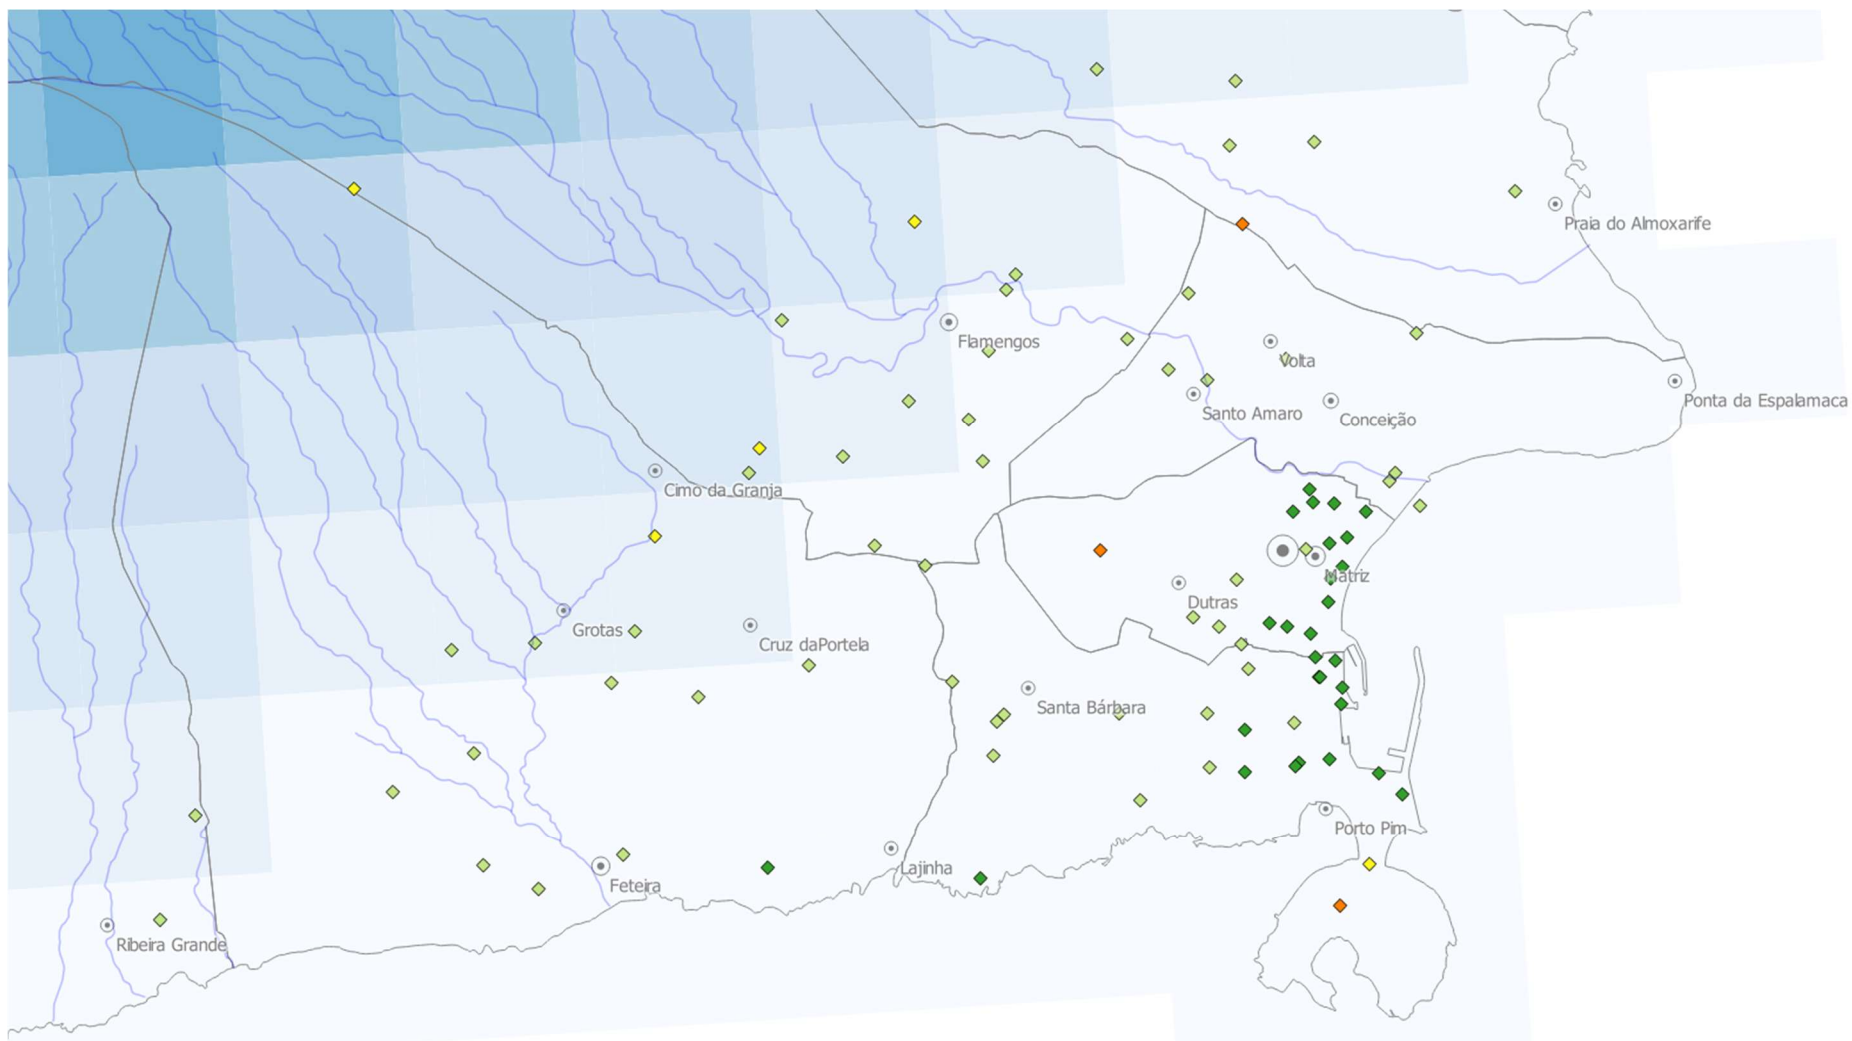 Praia do Almoxarife
Flamengos
Volta
Ponta da Espalamaca
Santo Amaro
Conceição
Cimo da Granja
Matriz
Dutras
Grotas
Cruz daPortela
Santa Bárbara
Porto Pim
Lajinha
Feteira
Ribeira Grande